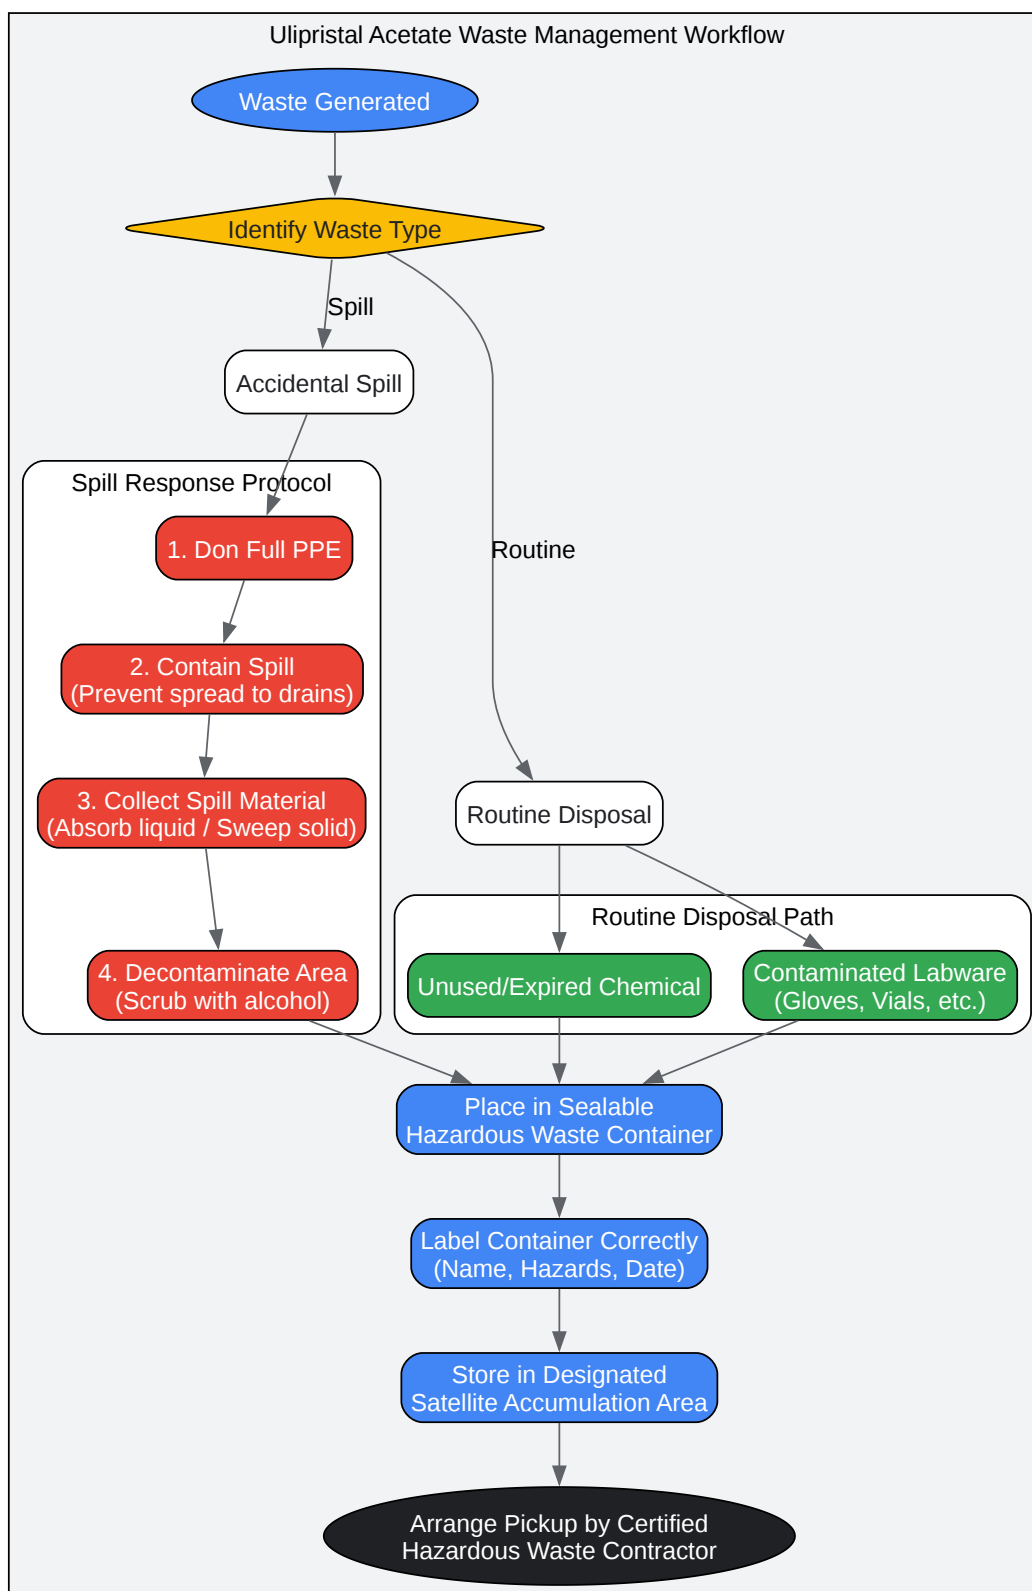 Ulipristal Acetate Waste Management Workflow
Waste Generated
Identify Waste Type
Spill
Accidental Spill
Spill Response Protocol
1. Don Full PPE
Routine
2. Contain Spill
(Prevent spread to drains)
3. Collect Spill Material
(Absorb liquid / Sweep solid)
Routine Disposal
Routine Disposal Path
4. Decontaminate Area
(Scrub with alcohol)
Unused/Expired Chemical
Contaminated Labware
(Gloves, Vials, etc.)
Place in Sealable
Hazardous Waste Container
Label Container Correctly
(Name, Hazards, Date)
Store in Designated
Satellite Accumulation Area
Arrange Pickup by Certified
Hazardous Waste Contractor